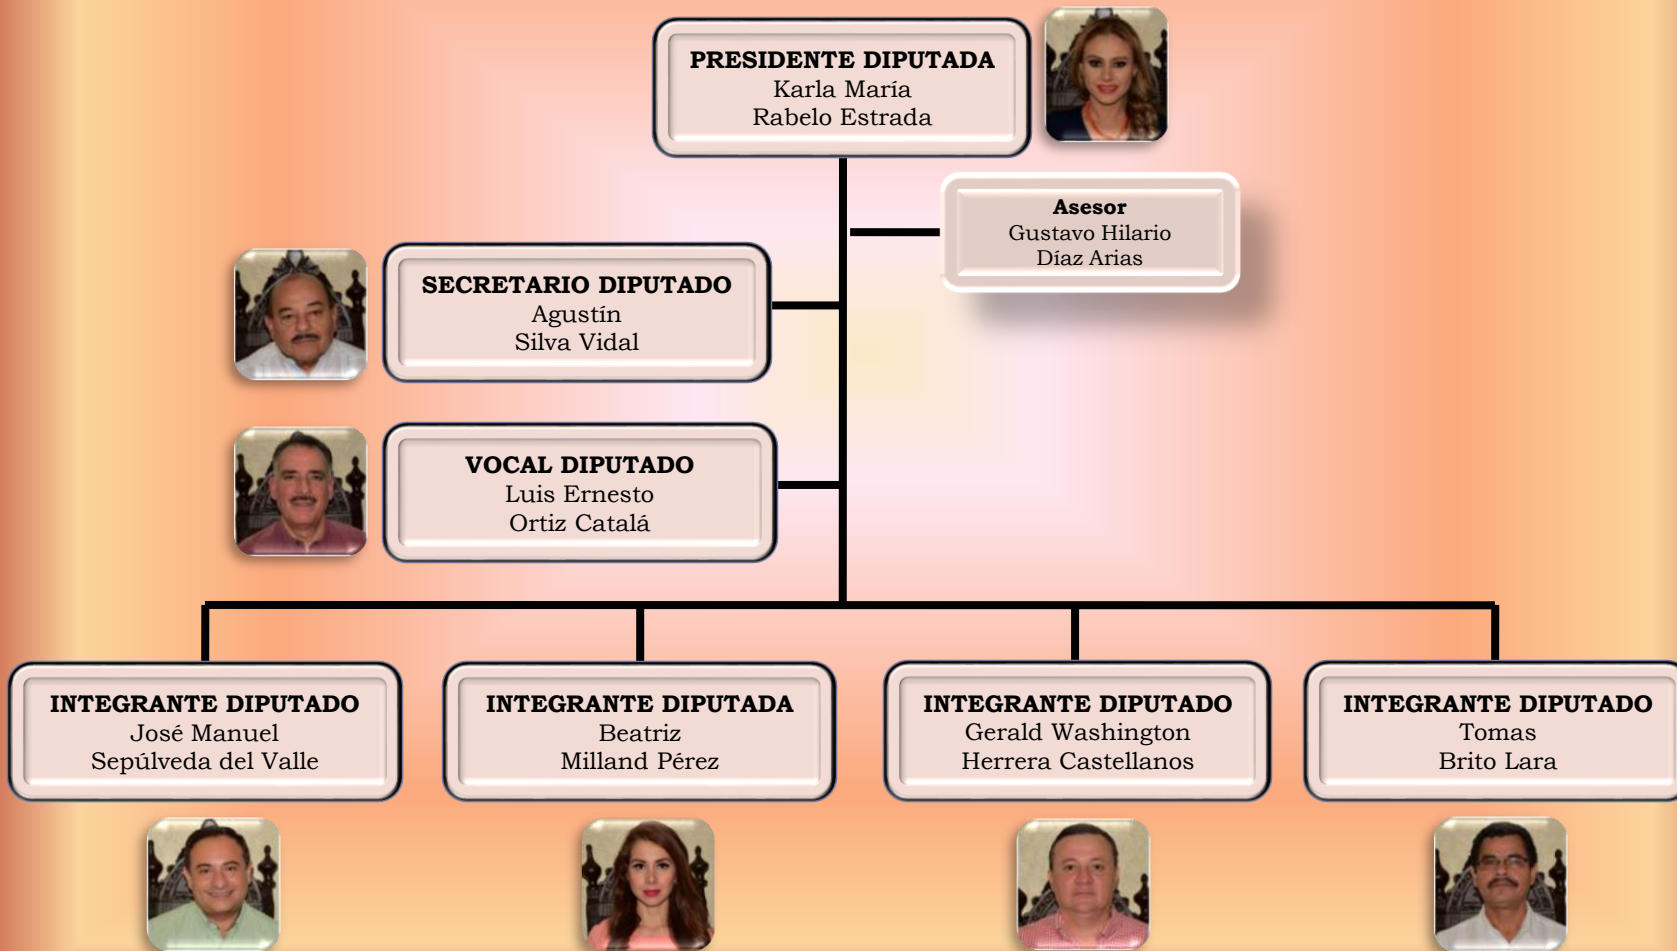 PRESIDENTE DIPUTADA
Karla María
Rabelo Estrada
Asesor
Gustavo Hilario
Díaz Arias
SECRETARIO DIPUTADO
Agustín
Silva Vidal
VOCAL DIPUTADO
Luis Ernesto
Ortiz Catalá
INTEGRANTE DIPUTADO
José Manuel
Sepúlveda del Valle
INTEGRANTE DIPUTADA
Beatriz
Milland Pérez
INTEGRANTE DIPUTADO
Gerald Washington
Herrera Castellanos
INTEGRANTE DIPUTADO
Tomas
Brito Lara